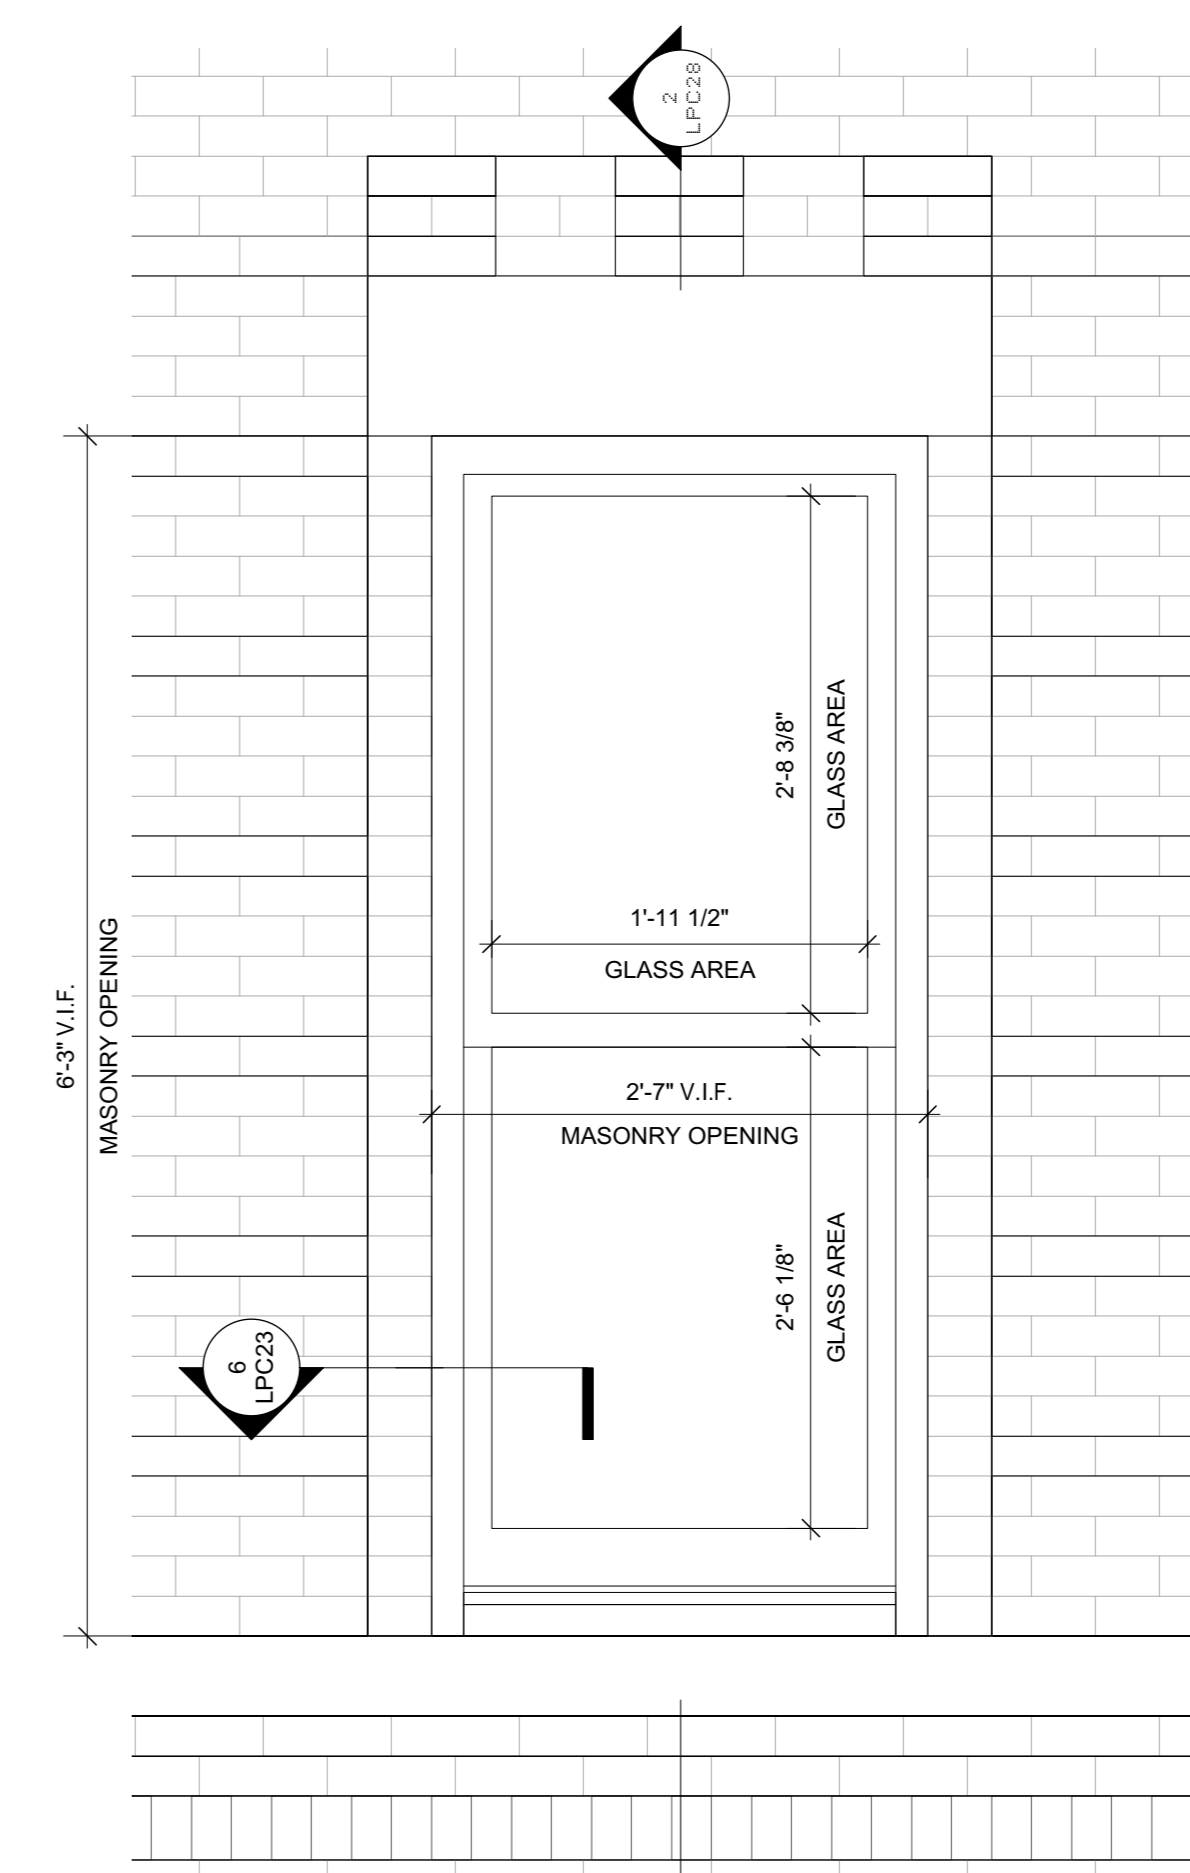 2
LPC28
2'-8 3/8"
GLASS AREA
1'-11 1/2"
GLASS AREA
6'-3" V.I.F.
MASONRY OPENING
2'-7" V.I.F.
MASONRY OPENING
2'-6 1/8"
GLASS AREA
6
LPC23